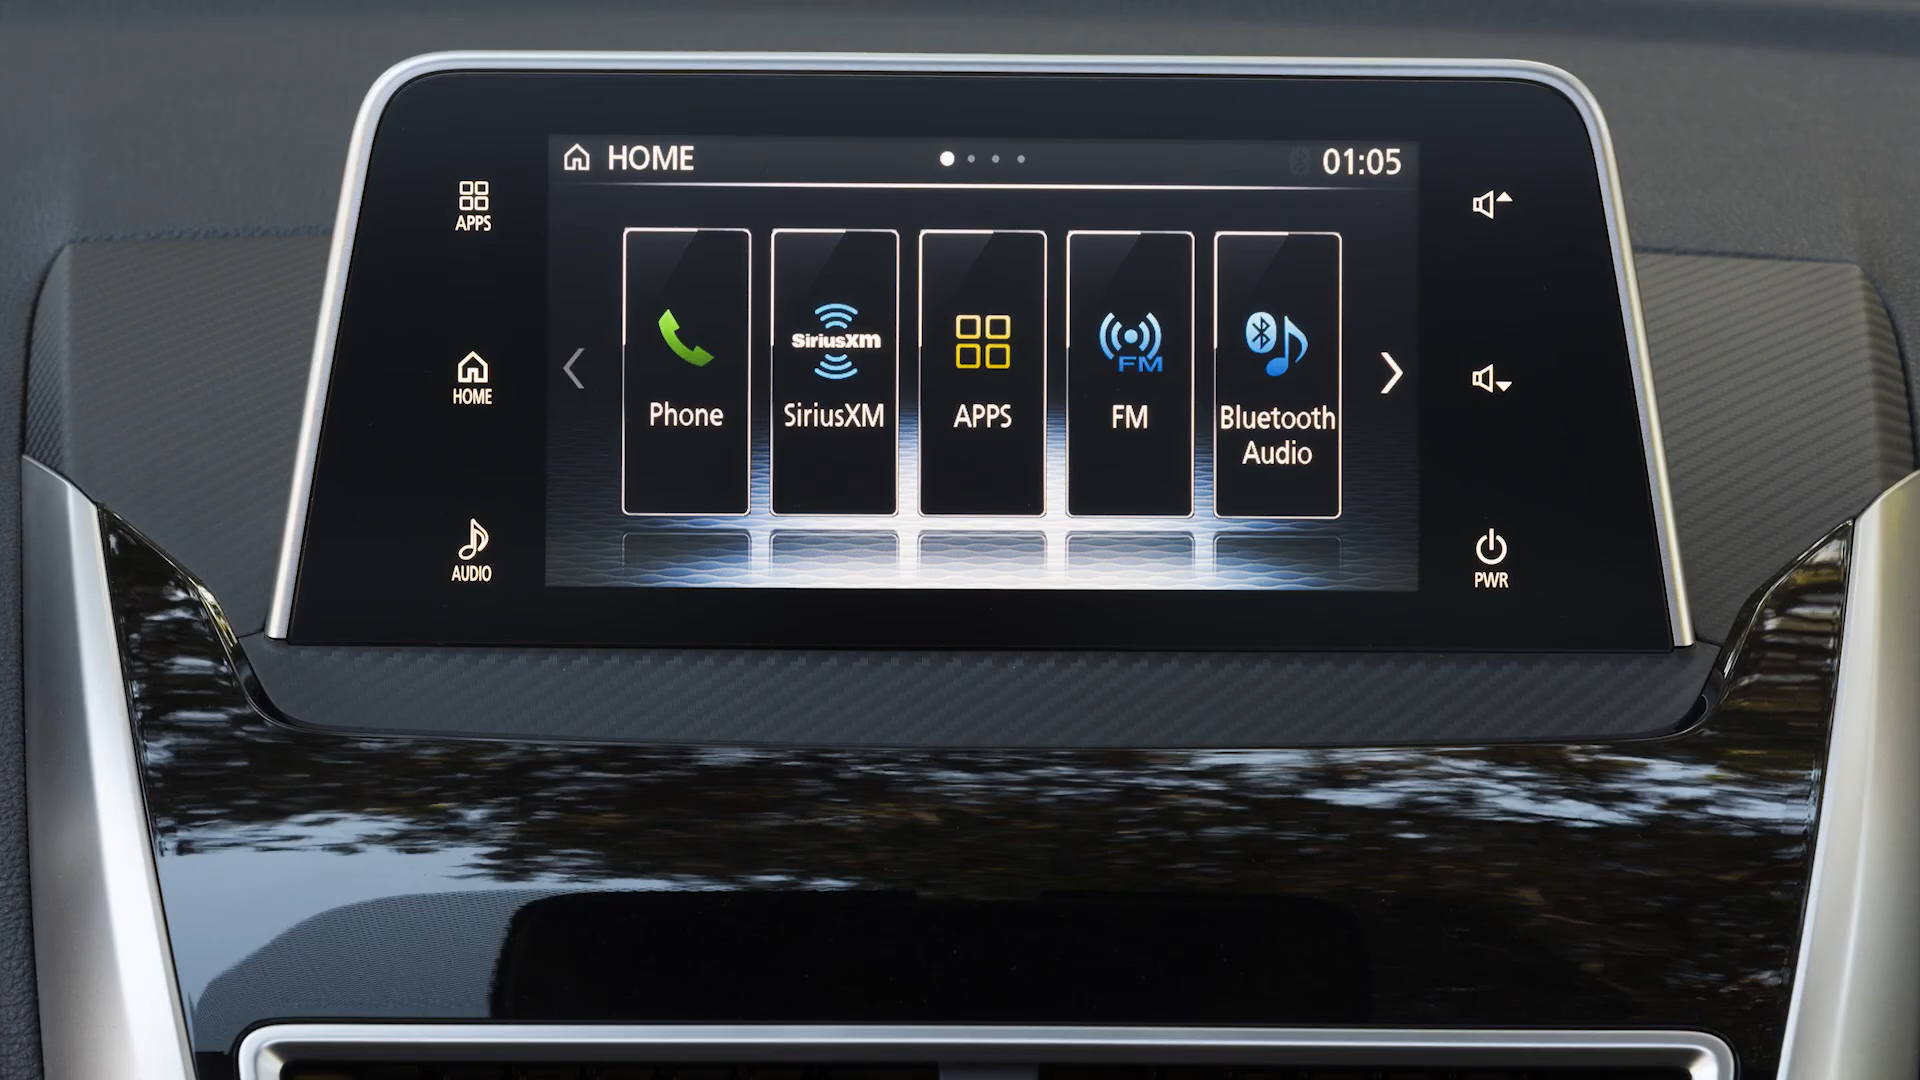 HOME
01:05
APPS
HOME
AUDIO
SiriusXM
FM
Phone
SiriusXM
APPS
FM
Bluetooth
Audio
PWR